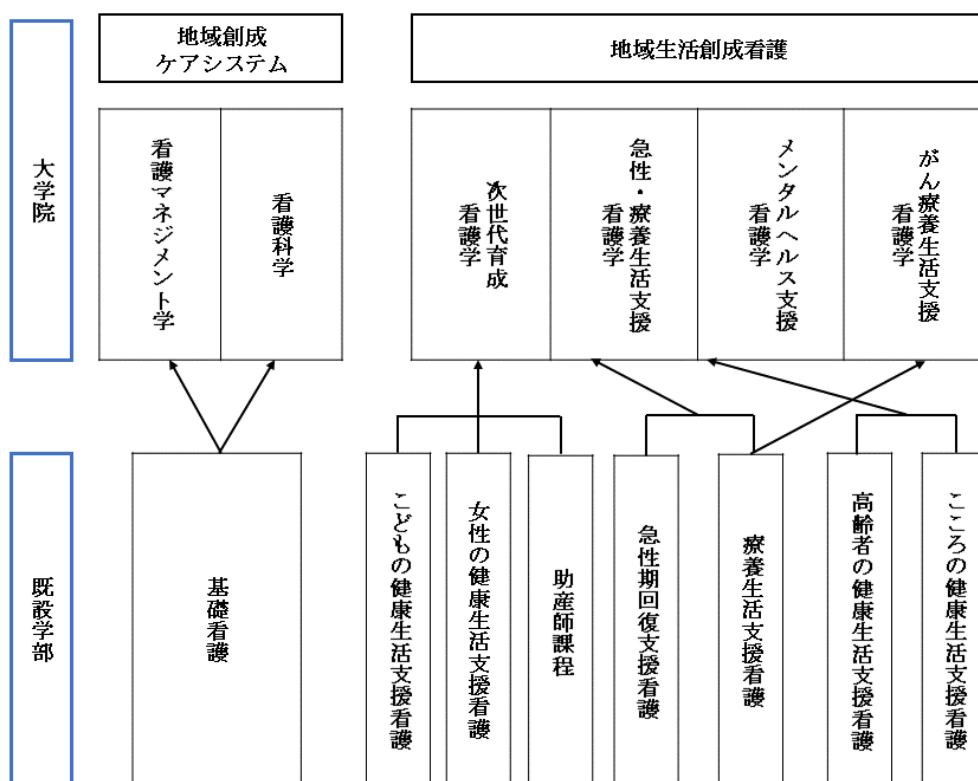 地域創成
ケアシステム
地域生活創成看護
大学院
看護マネジメント学
看護科学
次世代育成
看護学
急性・療養生活支援
看護学
メンタルヘルス支援
看護学
がん療養生活支援
看護学
既設学部
基礎看護
こどもの健康生活支援看護
女性の健康生活支援看護
助産師課程
急性期回復支援看護
療養生活支援看護
高齢者の健康生活支援看護
こころの健康生活支援看護